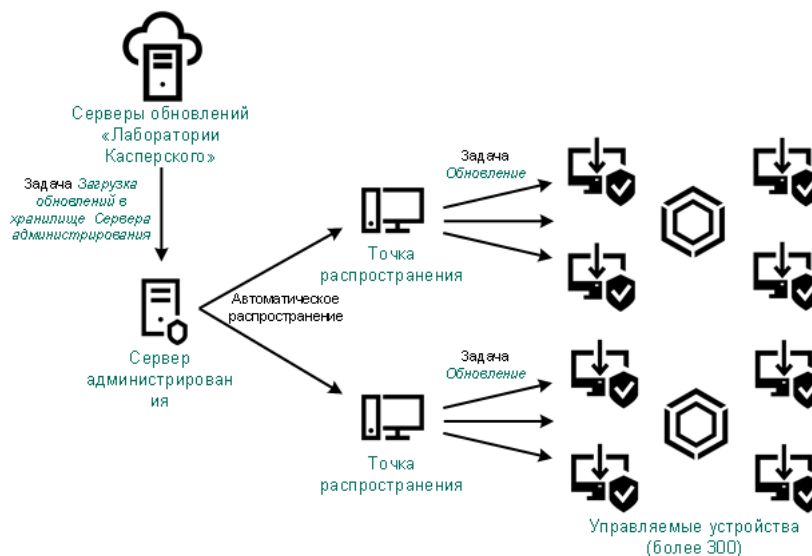 Серверы обновлений
«Лаборатории
Касперского»
Задача Загрузка
обновлений в
хранилище Сервера
администрирования
Сервер
администрирован
ия
Автоматическое
распространение
Точка
распространения
Задача
Обновление
Точка
распространения
Задача
Обновление
Управляемые устройства
(более 300)